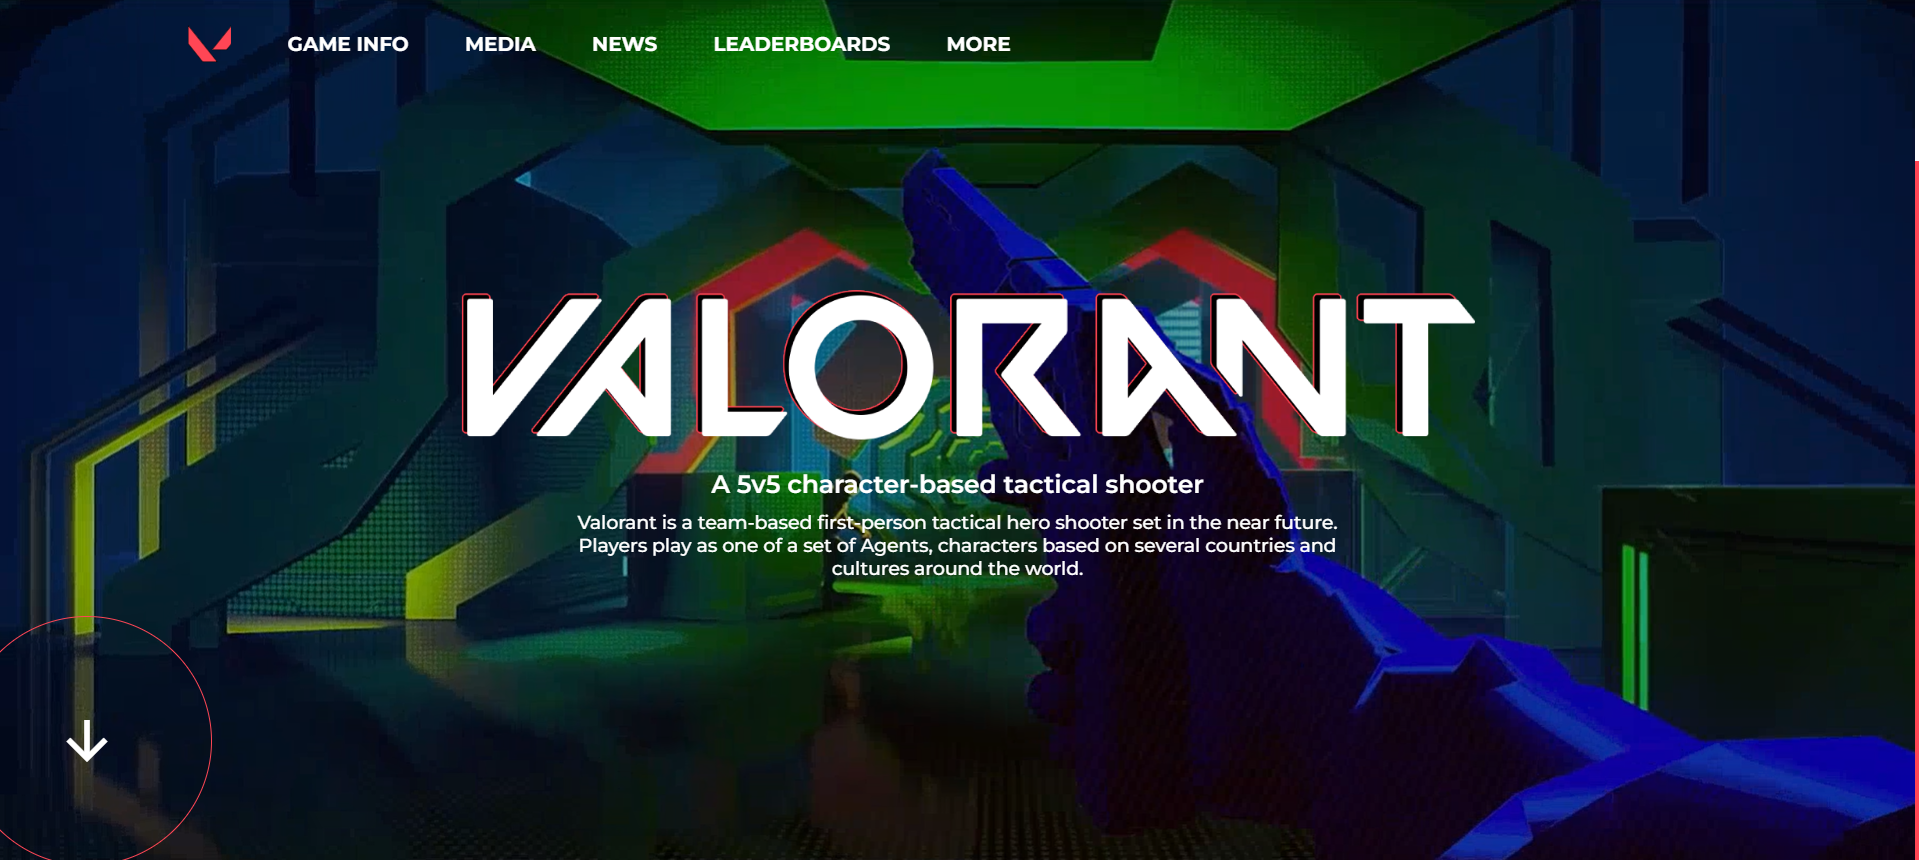 GAME INFO MEDIA NEWS LEADERBOARDS MORE
VALORANT
A 5v5 character-based tactical shooter
Valorant is a team-based first-person tactical hero shooter set in the near future.
Players play as one of a set of Agents, characters based on several countries and
cultures around the world.